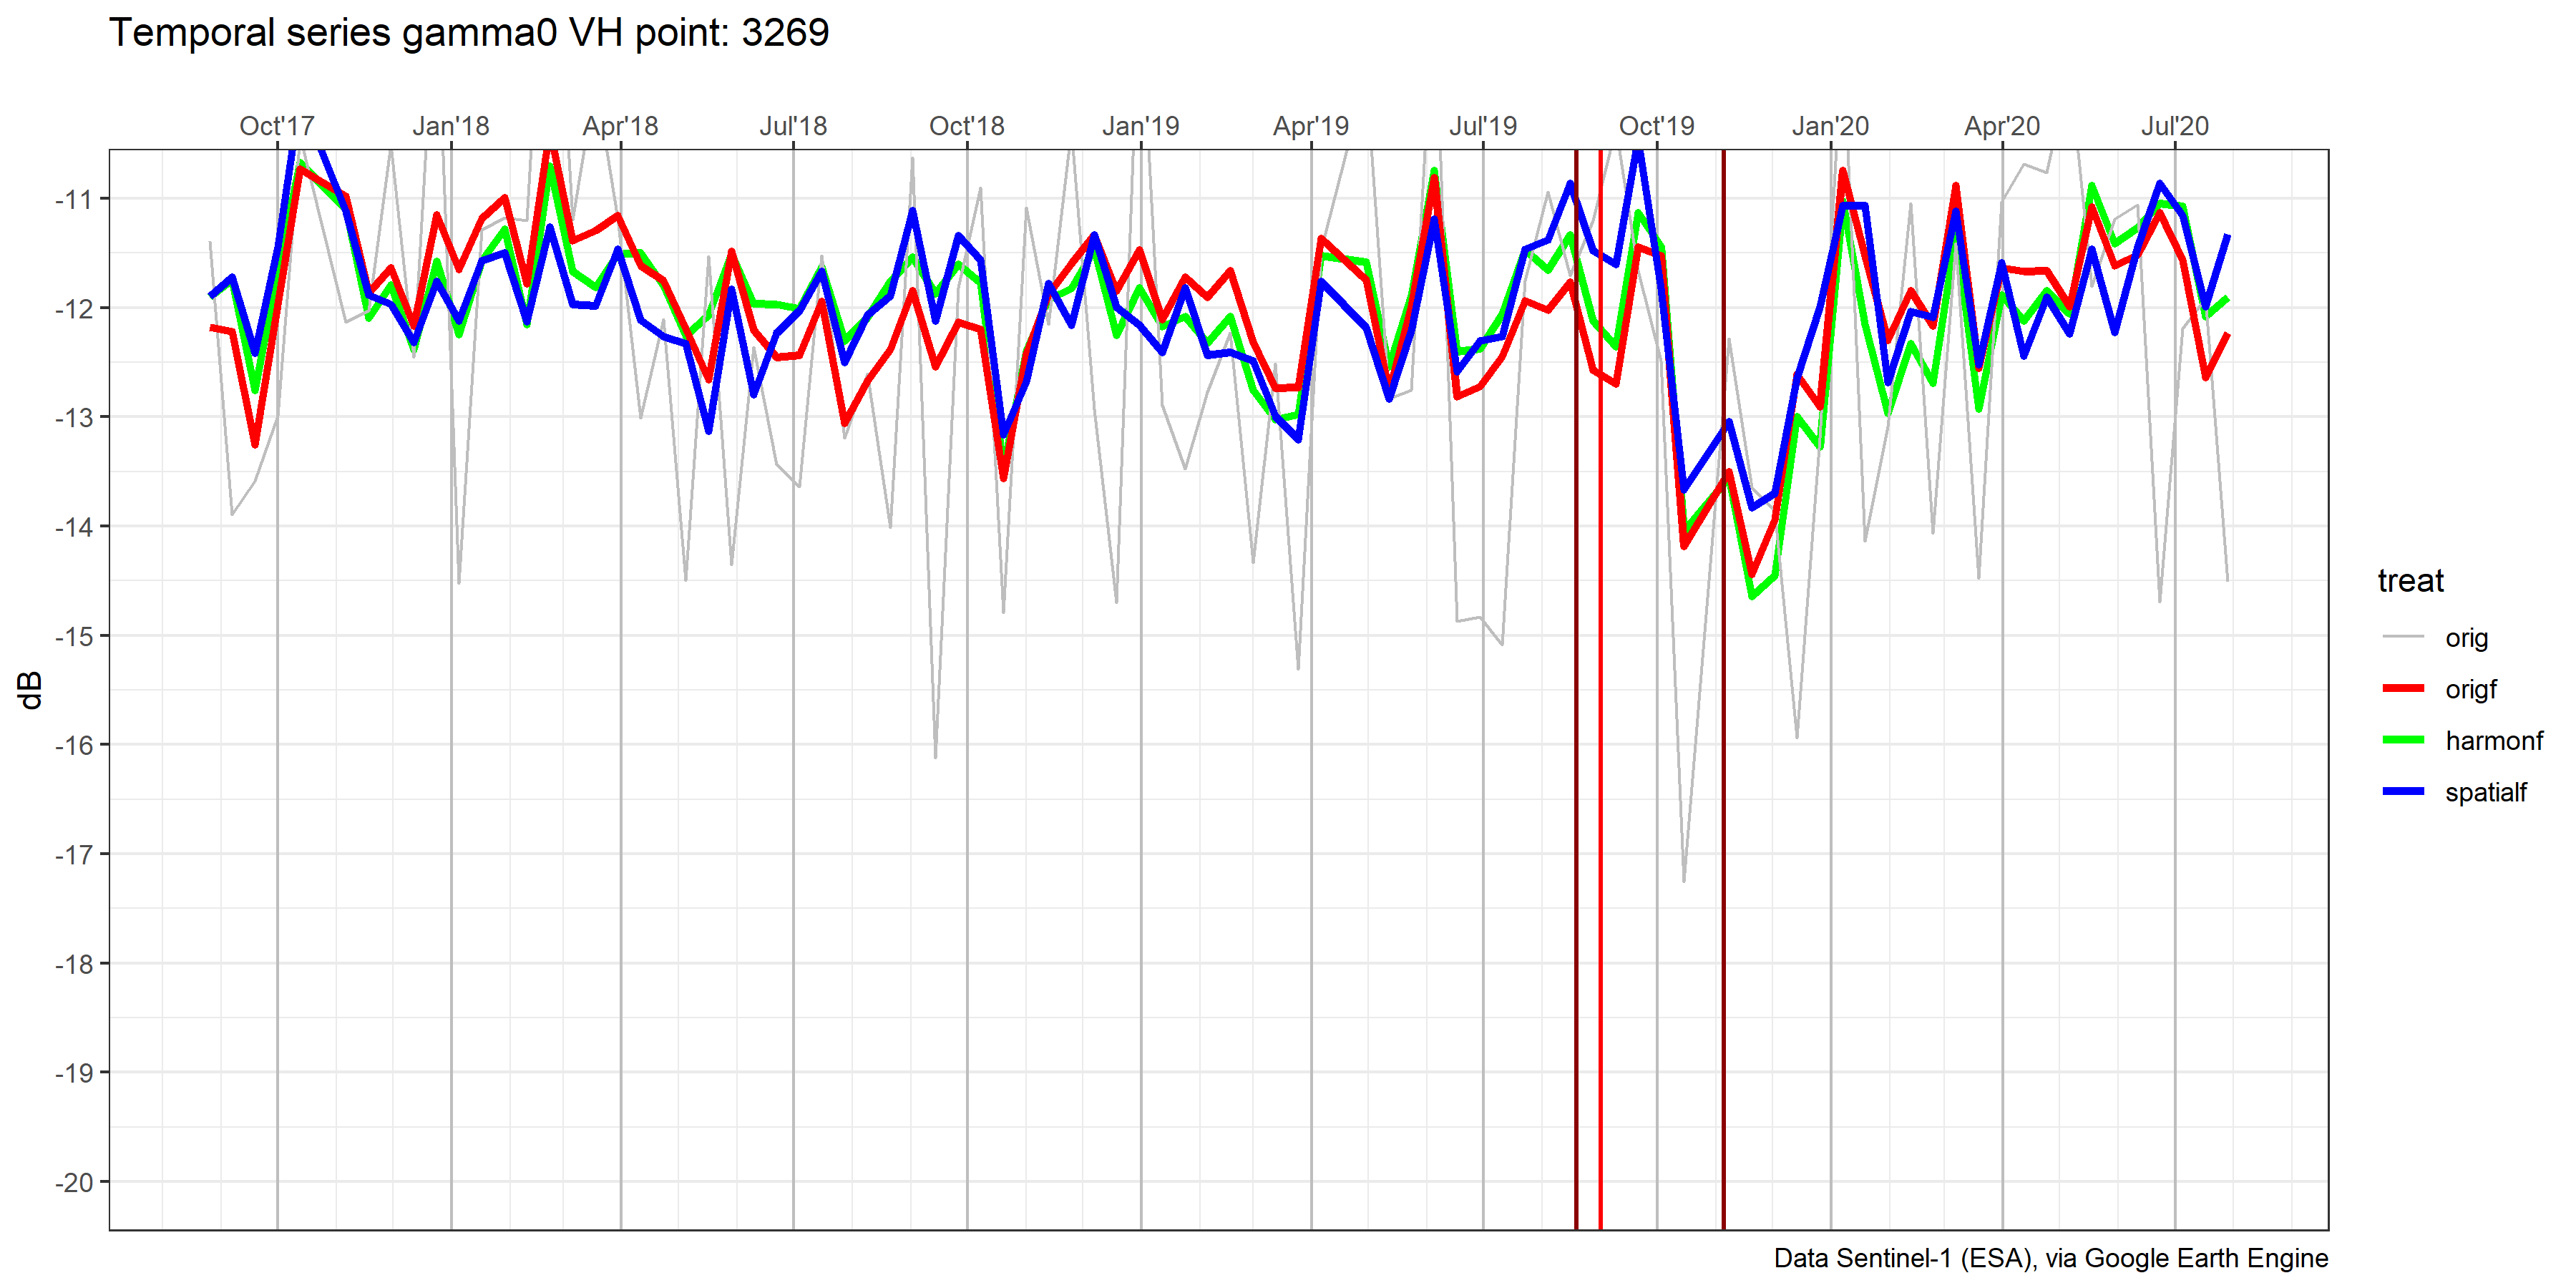 Temporal series gamma0 VH point: 3269
Oct'17 Jan'18 Apr'18 Jul'18 Oct'18 Jan'19 Apr'19 Jul'19 Oct'19 Jan'20 Apr'20 Jul'20
-11
-12
-13
-14
-15
-16
-17
-18
-19
-20
dB
treat
orig
origf
harmonf
spatialf
Data Sentinel-1 (ESA), via Google Earth Engine